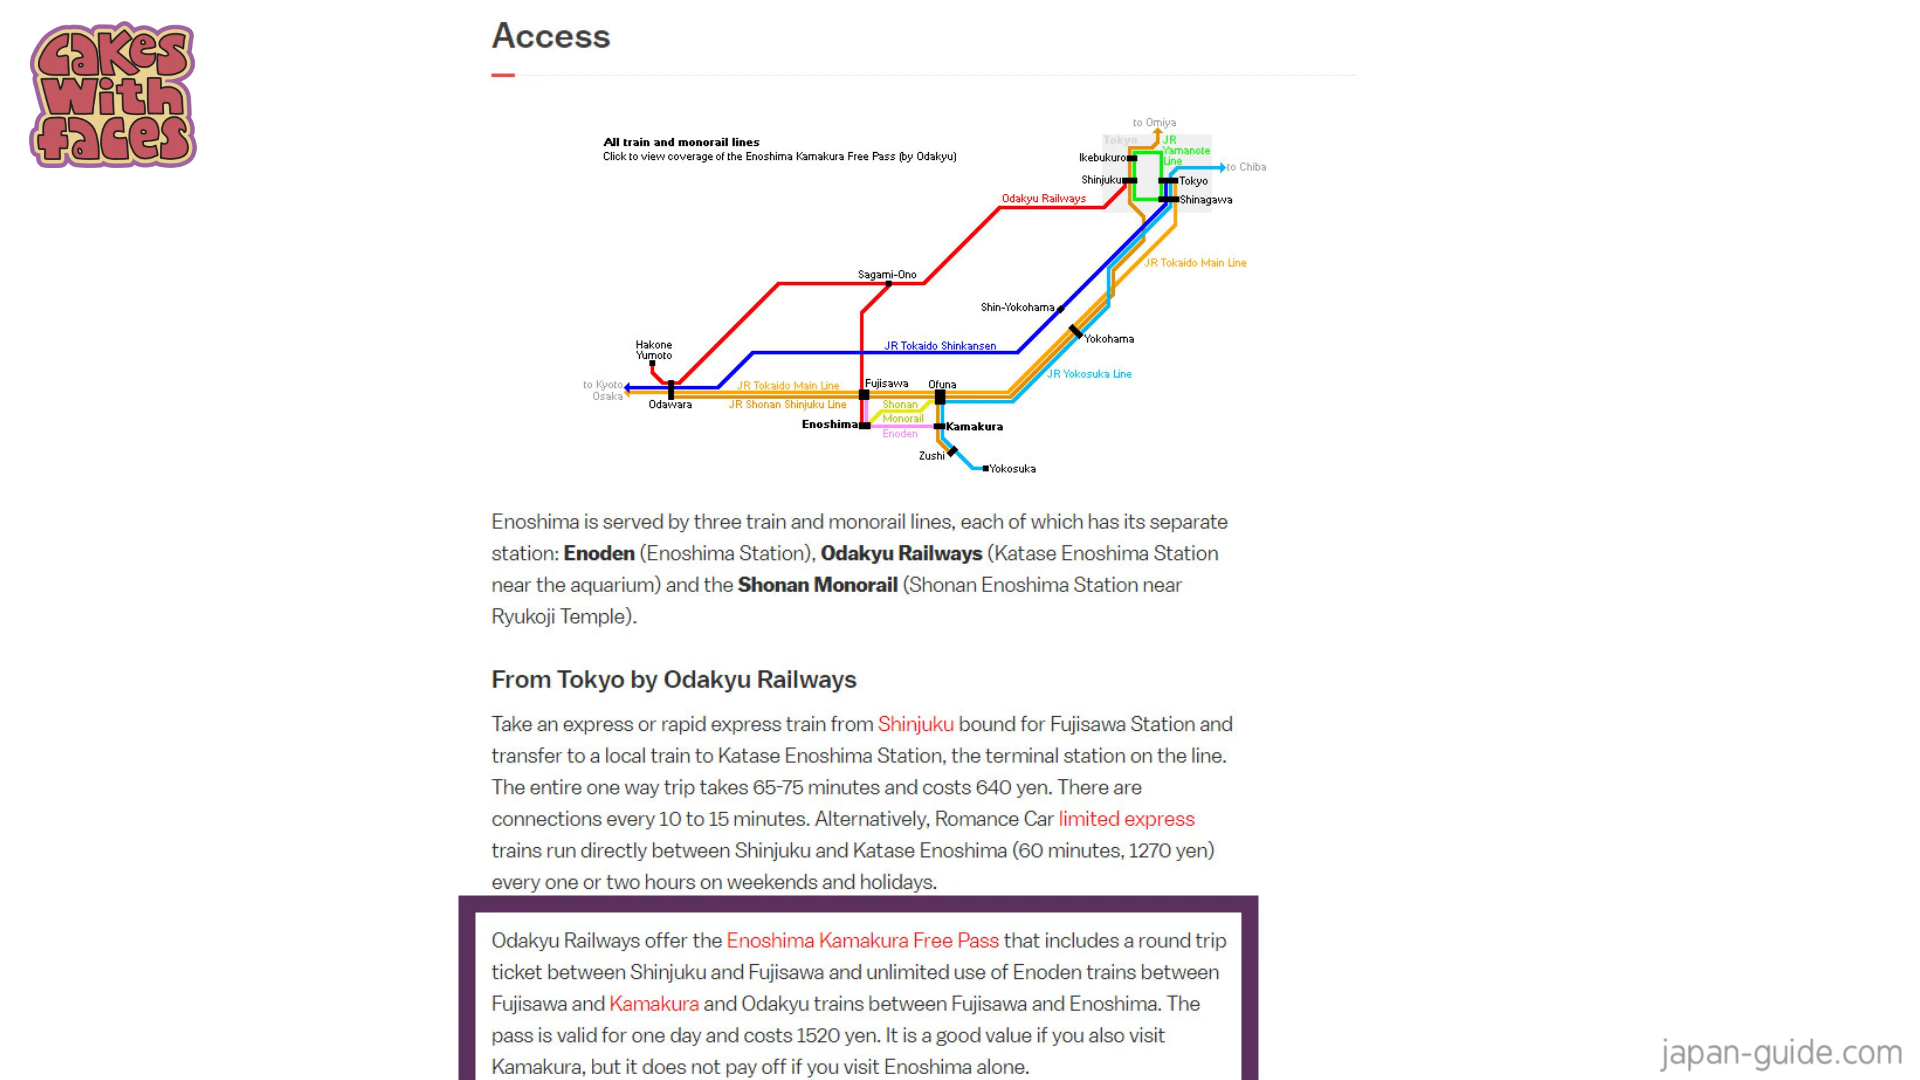 Cakes
With
faces
Access
All train and monorail lines
Click to view coverage of the Enoshima Kamakura Free Pass (by Odakyu)
to Omiya
Tokyo
JR
Yamanote
Line
Ikebukuro
to Chiba
Shinjuku
Tokyo
Odakyu Railways
Shinagawa
JR Tokaido Main Line
Sagami-Ono
Shin-Yokohama
Yokohama
Hakone
Yumoto
JR Tokaido Shinkansen
JR Yokosuka Line
to Kyoto
Osaka
JR Tokaido Main Line
Fujisawa
Ofuna
Odawara
JR Shonan Shinjuku Line
Shonan
Monorail
Enoshima
Enoden
Kamakura
Zushi
Yokosuka
Enoshima is served by three train and monorail lines, each of which has its separate
station: Enoden (Enoshima Station), Odakyu Railways (Katase Enoshima Station
near the aquarium) and the Shonan Monorail (Shonan Enoshima Station near
Ryukoji Temple).
From Tokyo by Odakyu Railways
Take an express or rapid express train from Shinjuku bound for Fujisawa Station and
transfer to a local train to Katase Enoshima Station, the terminal station on the line.
The entire one way trip takes 65-75 minutes and costs 640 yen. There are
connections every 10 to 15 minutes. Alternatively, Romance Car limited express
trains run directly between Shinjuku and Katase Enoshima (60 minutes, 1270 yen)
every one or two hours on weekends and holidays.
Odakyu Railways offer the Enoshima Kamakura Free Pass that includes a round trip
ticket between Shinjuku and Fujisawa and unlimited use of Enoden trains between
Fujisawa and Kamakura and Odakyu trains between Fujisawa and Enoshima. The
pass is valid for one day and costs 1520 yen. It is a good value if you also visit
Kamakura, but it does not pay off if you visit Enoshima alone.
japan-guide.com